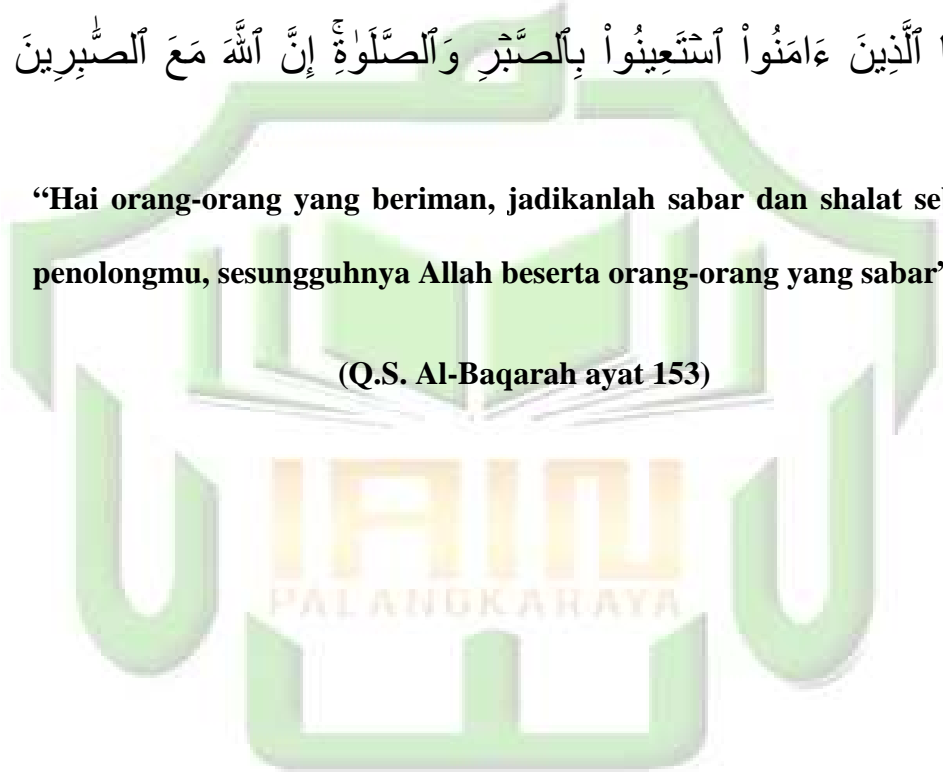 ٱلَّذِينَ ءَامَنُواْ ٱسۡتَعِينُواْ بِٱلصَّبۡرِ وَٱلصَّلَوٰةِۚ إِنَّ ٱللَّهَ مَعَ ٱلصَّٰبِرِينَ
“Hai orang-orang yang beriman, jadikanlah sabar dan shalat se
penolongmu, sesungguhnya Allah beserta orang-orang yang sabar”
(Q.S. Al-Baqarah ayat 153)
IAIN
PALANGKARAYA